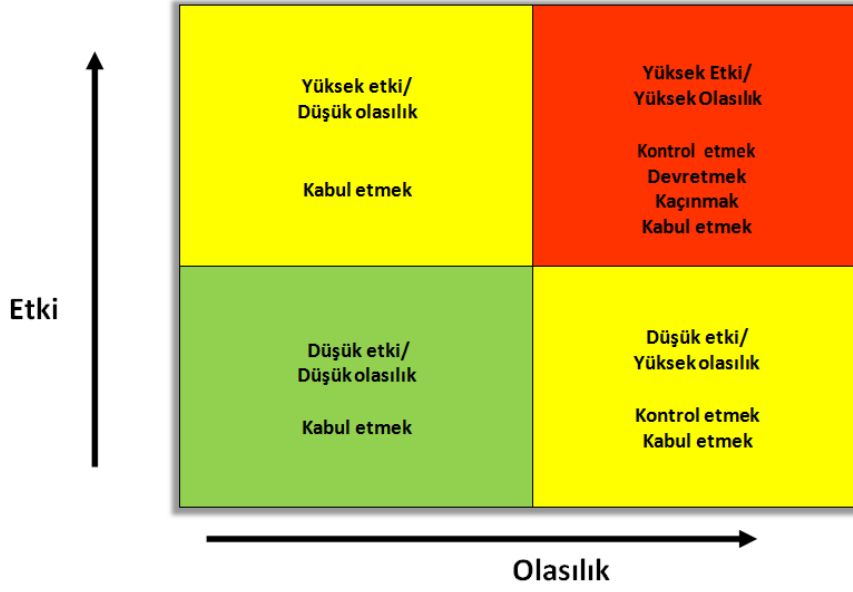 Yüksek etki/
Düşük olasılık
Kabul etmek
Yüksek Etki/
Yüksek Olasılık
Kontrol etmek
Devretmek
Kaçınmak
Kabul etmek
Etki
Düşük etki/
Düşük olasılık
Kabul etmek
Düşük etki/
Yüksek olasılık
Kontrol etmek
Kabul etmek
Olasılık